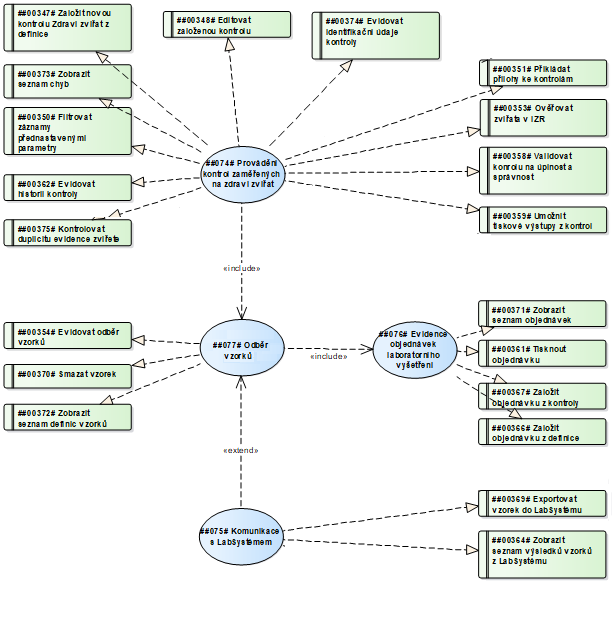 ##00347# Založit novou
kontrolu Zdraví zvířat z
definice
##00348# Editovat
založenou kontrolu
##00374# Evidovat
identifikační údaje
kontroly
##00373# Zobrazit
seznam chyb
##00350# Filtrovat
záznamy
přednastavenými
parametry
##00362# Evidovat
historii kontroly
##00375# Kontrolovat
duplicitu evidence zvířete
##074# Provádění
kontrol zaměřených
na zdraví zvířat
##00351# Přikládat
přílohy ke kontrolám
##00353# Ověřovat
zvířata v IZR
##00358# Validovat
kontrolu na úplnost a
správnost
##00359# Umožnit
tiskové výstupy z kontrol
«include»
##00354# Evidovat odběr
vzorků
##00370# Smazat vzorek
##00372# Zobrazit
seznam definic vzorků
##077# Odběr
vzorků
«include»
##076# Evidence
objednávek
laboratorního
vyšetření
##00371# Zobrazit
seznam objednávek
##00361# Tisknout
objednávku
##00367# Založit
objednávku z kontroly
##00366# Založit
objednávku z definice
«extend»
##075# Komunikace
s LabSystémem
##00369# Exportovat
vzorek do LabSystému
##00364# Zobrazit
seznam výsledků vzorků
z LabSystému